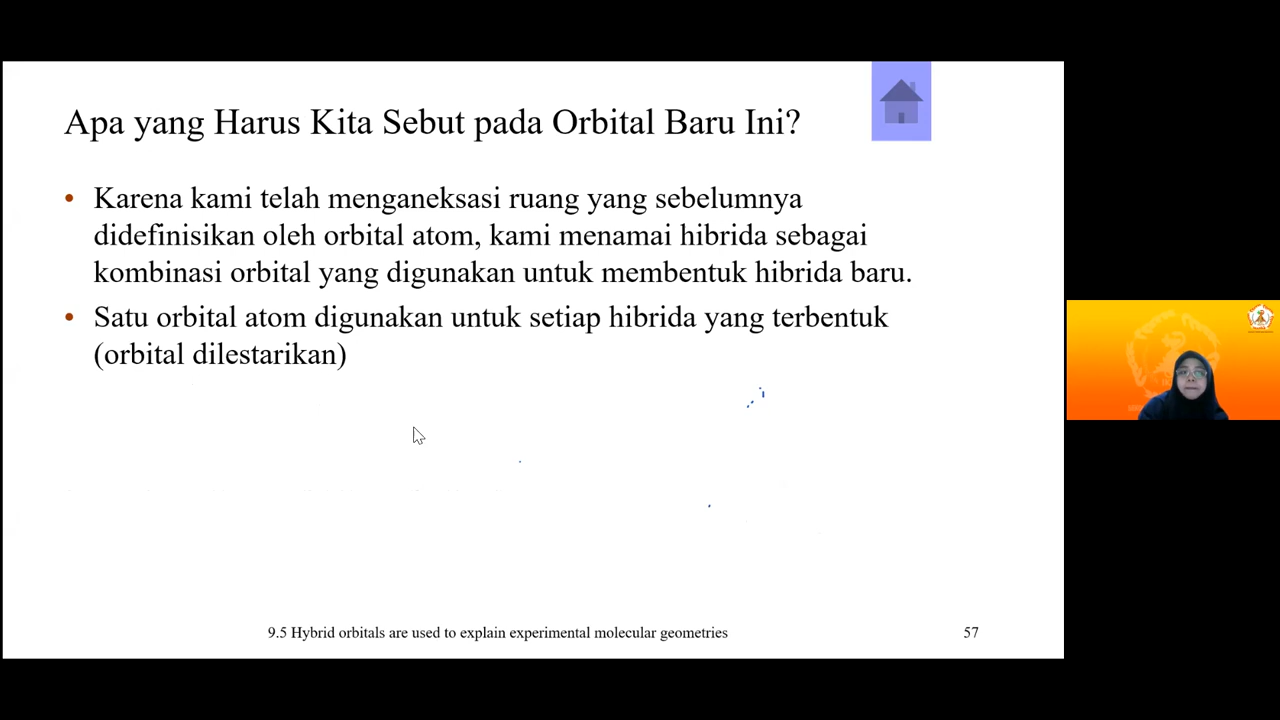 Apa yang Harus Kita Sebut pada Orbital Baru Ini?
• Karena kami telah menganeksasi ruang yang sebelumnya
didefinisikan oleh orbital atom, kami menamai hibrida sebagai
kombinasi orbital yang digunakan untuk membentuk hibrida baru.
• Satu orbital atom digunakan untuk setiap hibrida yang terbentuk
(orbital dilestarikan)
9.5 Hybrid orbitals are used to explain experimental molecular geometries
57